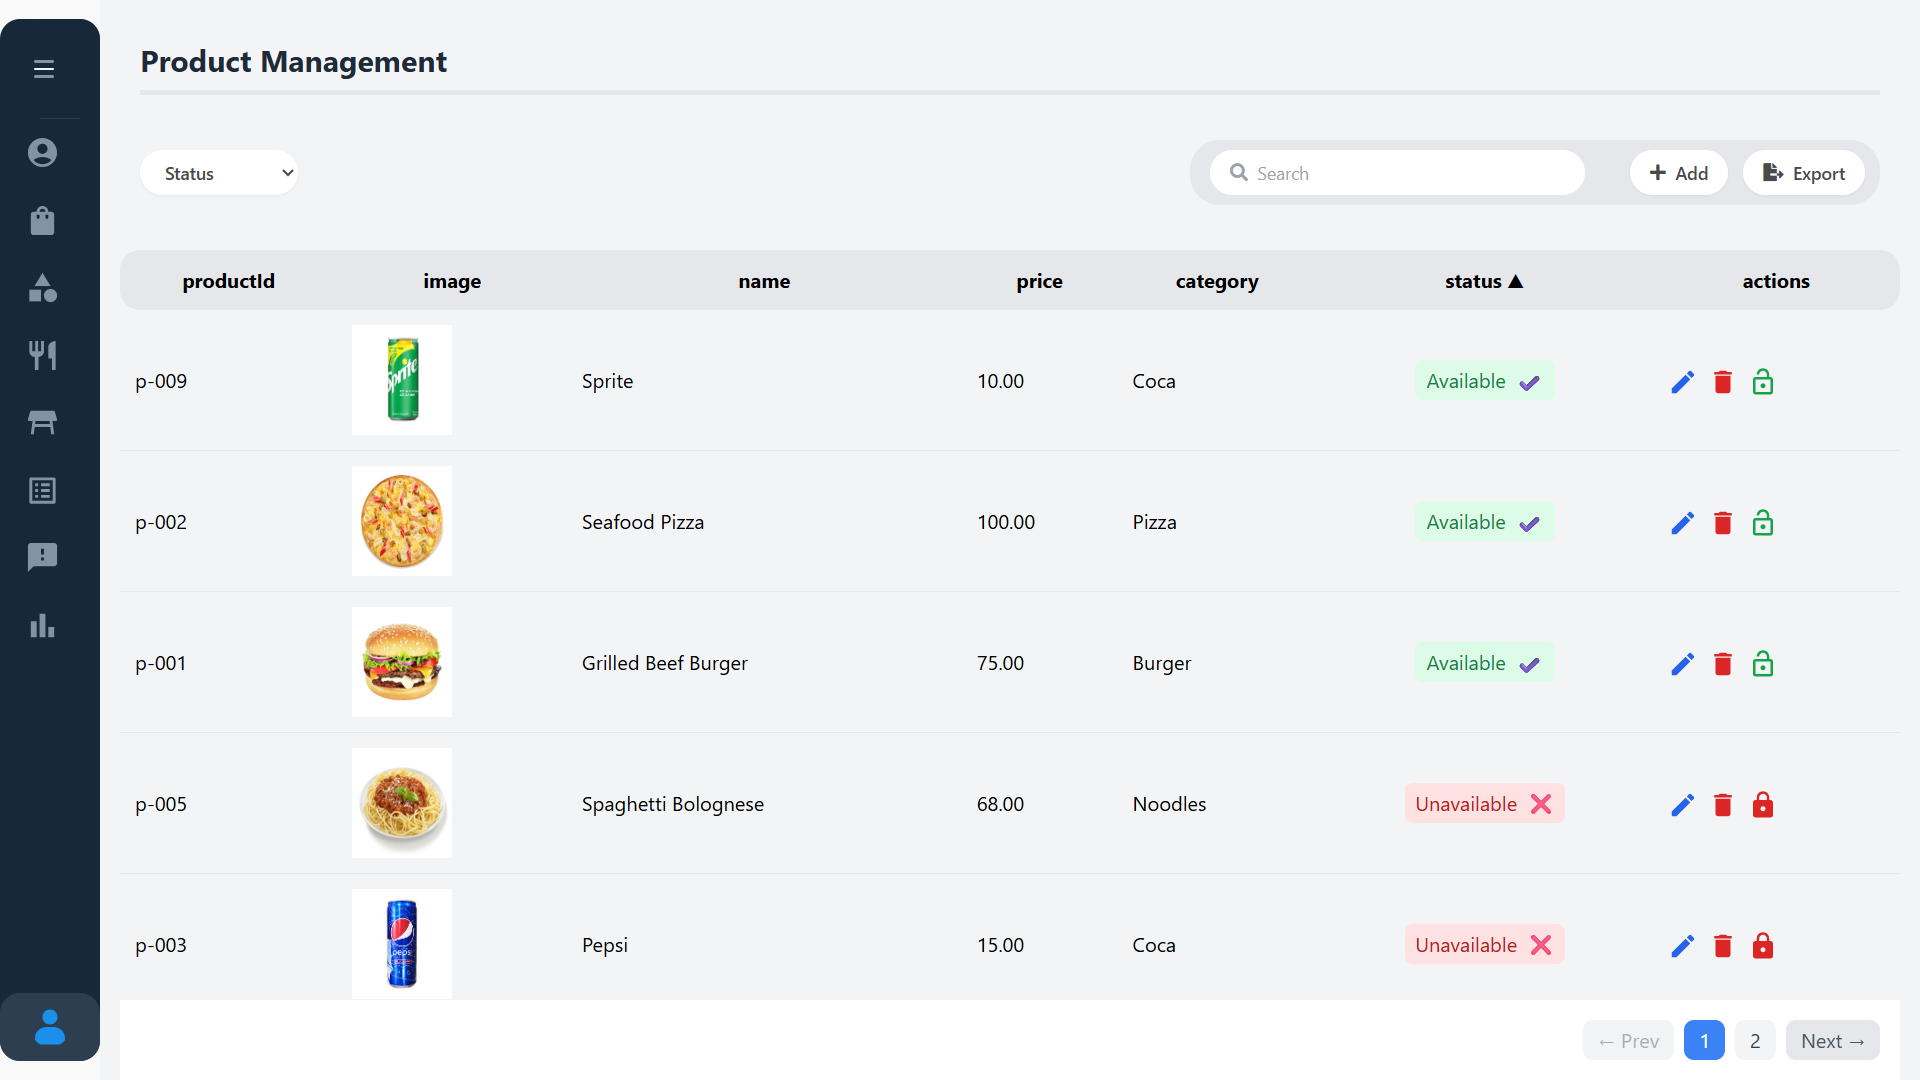 Product Management
Status
Search
Add
Export
productId image name price category status ▲ actions
Sprite
p-009 Sprite 10.00 Coca Available
p-002 Seafood Pizza 100.00 Pizza Available
p-001 Grilled Beef Burger 75.00 Burger Available
p-005 Spaghetti Bolognese 68.00 Noodles Unavailable
pepsi
p-003 Pepsi 15.00 Coca Unavailable
← Prev 1 2 Next →